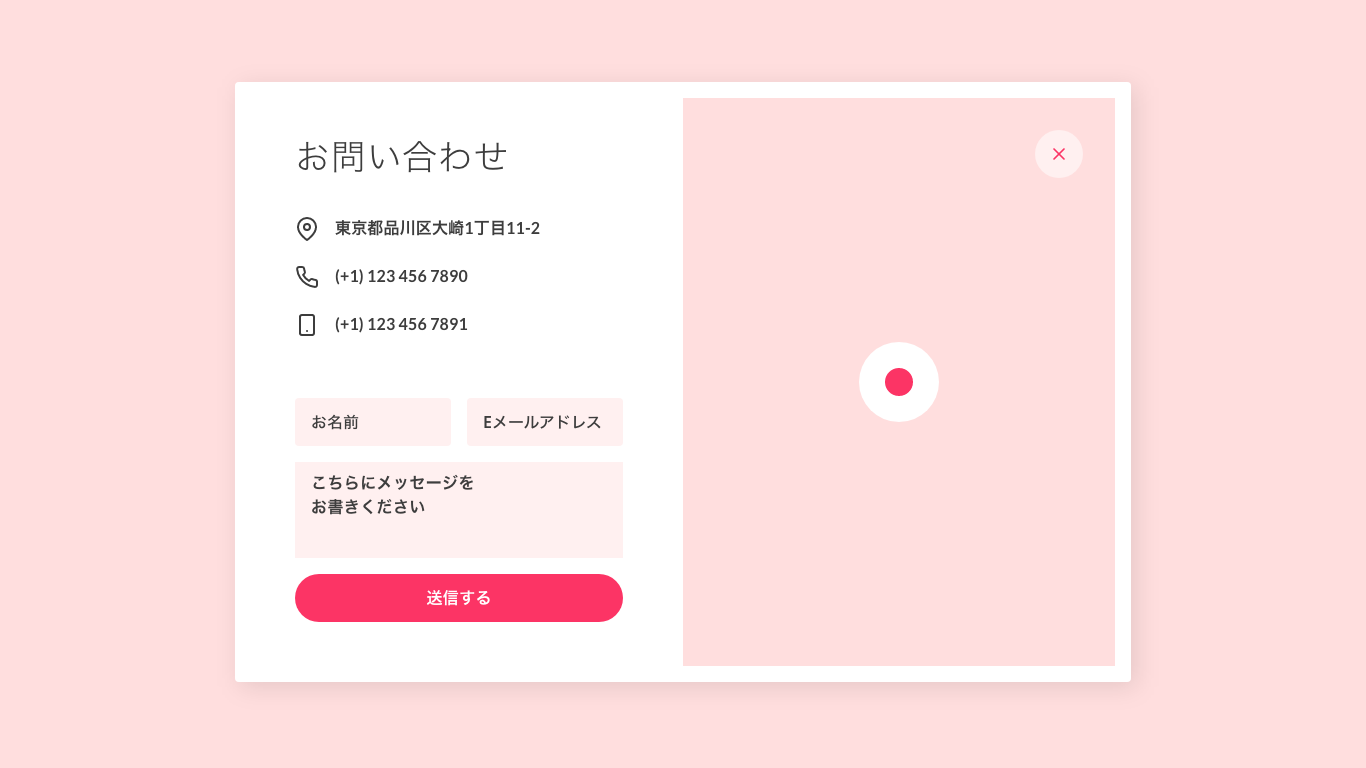 お問い合わせ
東京都品川区大崎1丁目11-2
(+1) 123 456 7890
(+1) 123 456 7891
お名前
Eメールアドレス
こちらにメッセージを
お書きください
送信する